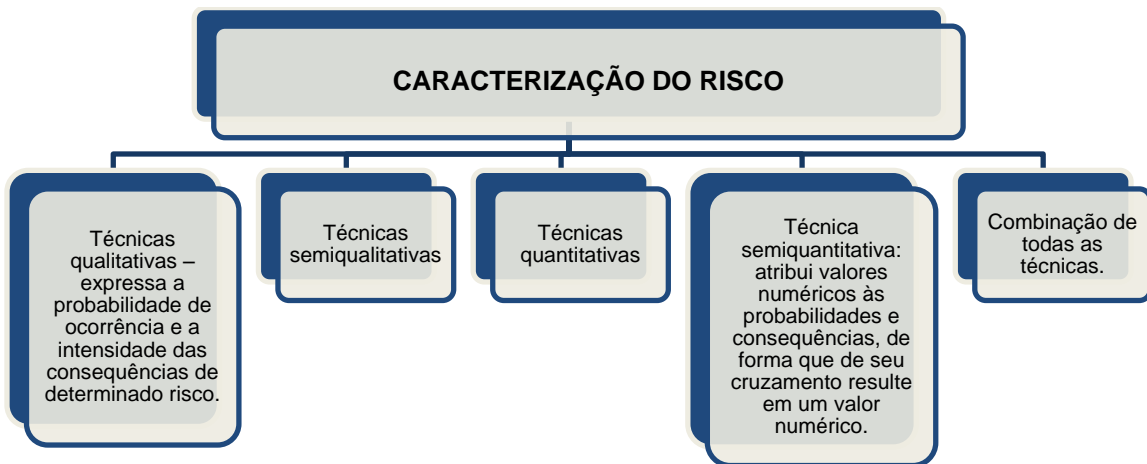 CARACTERIZAÇÃO DO RISCO
Técnicas
qualitativas –
expressa a
probabilidade de
ocorrência e a
intensidade das
consequências de
determinado risco.
Técnicas
semiqualitativas
Técnicas
quantitativas
Técnica
semiquantitativa:
atribui valores
numéricos às
probabilidades e
consequências, de
forma que de seu
cruzamento resulte
em um valor
numérico.
Combinação de
todas as
técnicas.